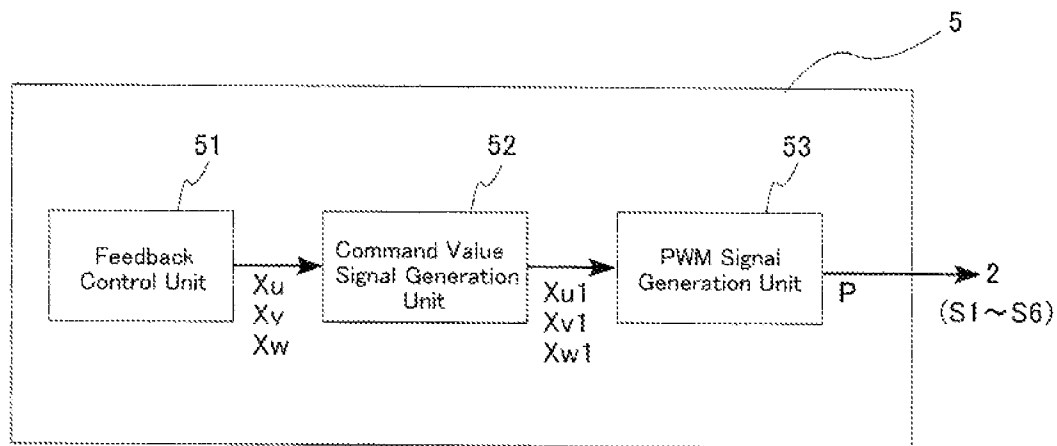 5
51
52
53
Feedback
Control Unit
Command Value
Signal Generation
Unit
PWM Signal
Generation Unit
Xu
Xv
Xw
Xu1
Xv1
Xw1
P
2
(S1～S6)